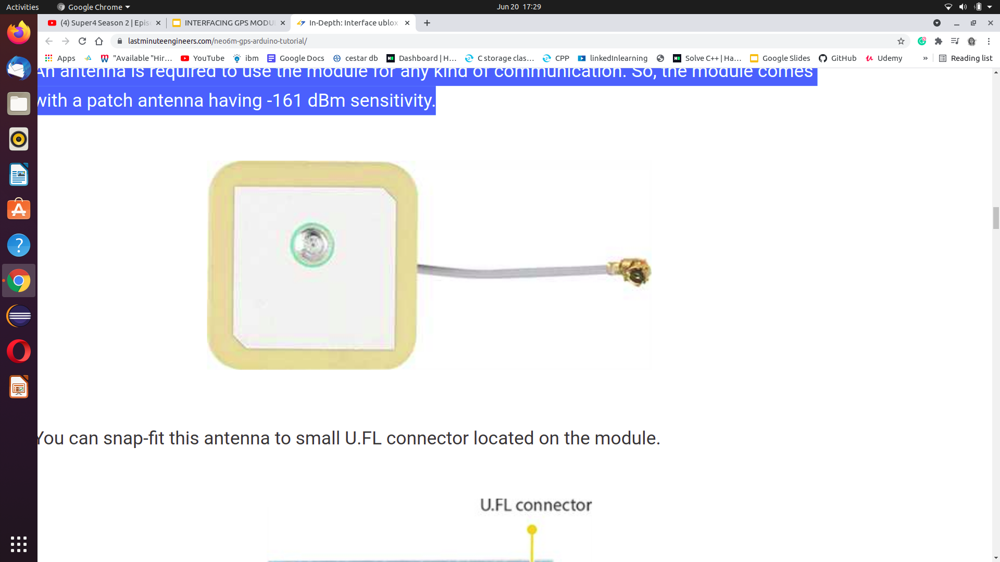 Activities
Google Chrome
Jun 20 17:29
(4) Super4 Season 2 | Epis
INTERFACING GPS MODU
In-Depth: Interface ublox
lastminuteengineers.com/neo6m-gps-arduino-tutorial/
Apps
"Available "Hir...
YouTube
ibm
Google Docs
cestar db
Dashboard | H...
C storage clas...
CPP
linkedInlearning
Solve C++ | Ha...
Google Slides
GitHub
Udemy
»
Reading list
An antenna is required to use the module for any kind of communication. So, the module comes
with a patch antenna having -161 dBm sensitivity.
You can snap-fit this antenna to small U.FL connector located on the module.
U.FL connector